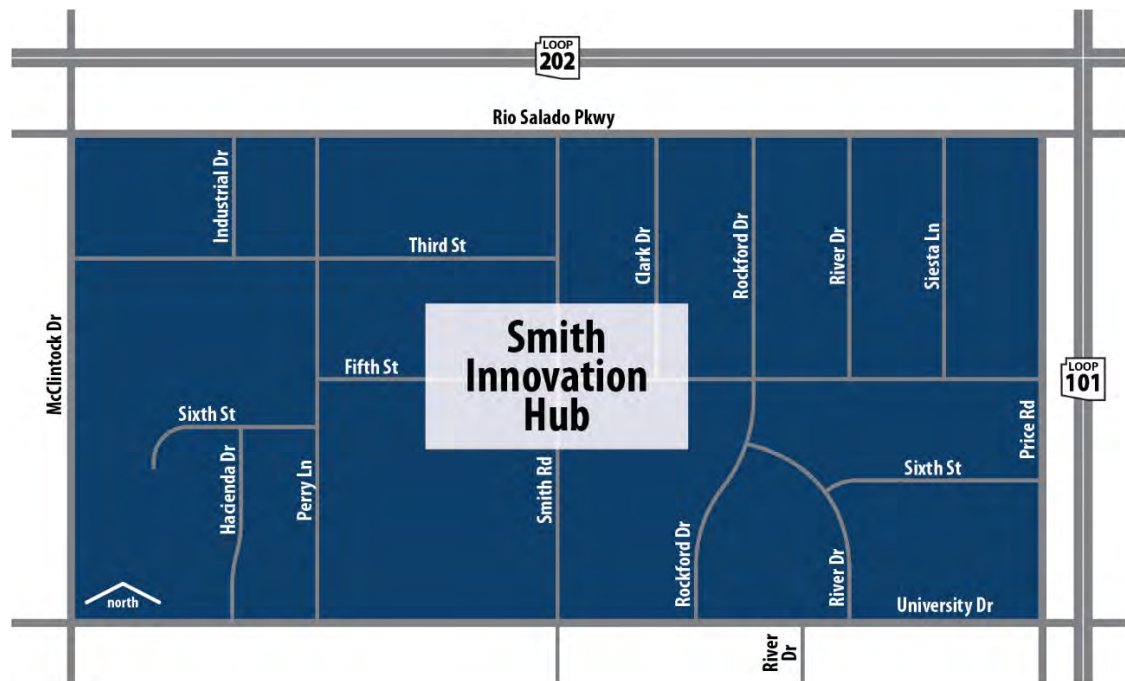 LOOP
202
Rio Salado Pkwy
Industrial Dr
Third St
Clark Dr
Rockford Dr
River Dr
Siesta Ln
McClintock Dr
Smith
Innovation
Hub
Fifth St
LOOP
101
Price Rd
Sixth St
Hacienda Dr
Perry Ln
Smith Rd
Sixth St
Rockford Dr
River Dr
University Dr
north
River
Dr